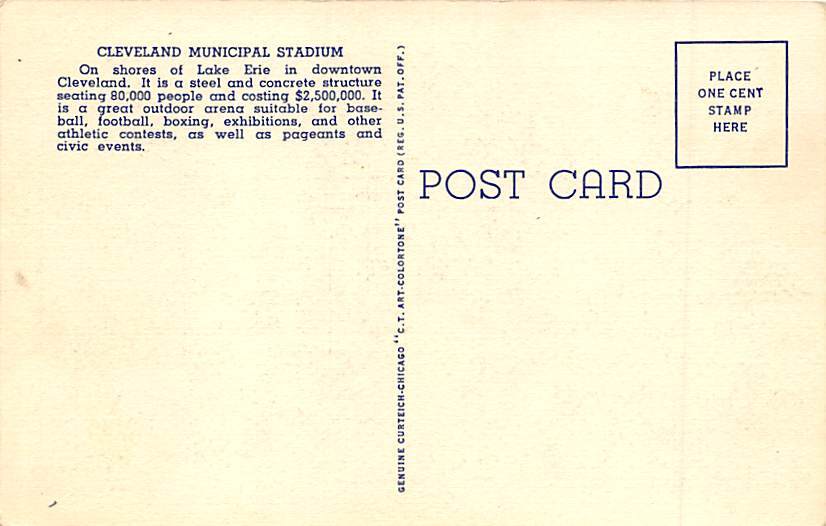 CLEVELAND MUNICIPAL STADIUM
On shores of Lake Erie in downtown
Cleveland. It is a steel and concrete structure
seating 80,000 people and costing $2,500,000. It
is a great outdoor arena suitable for base-
ball, football, boxing, exhibitions, and other
athletic contests, as well as pageants and
civic events.
GENUINE CURTEICH-CHICAGO "C.T. ART-COLORTONE" POST CARD (REG. U.S. PAT. OFF.)
POST CARD
PLACE
ONE CENT
STAMP
HERE